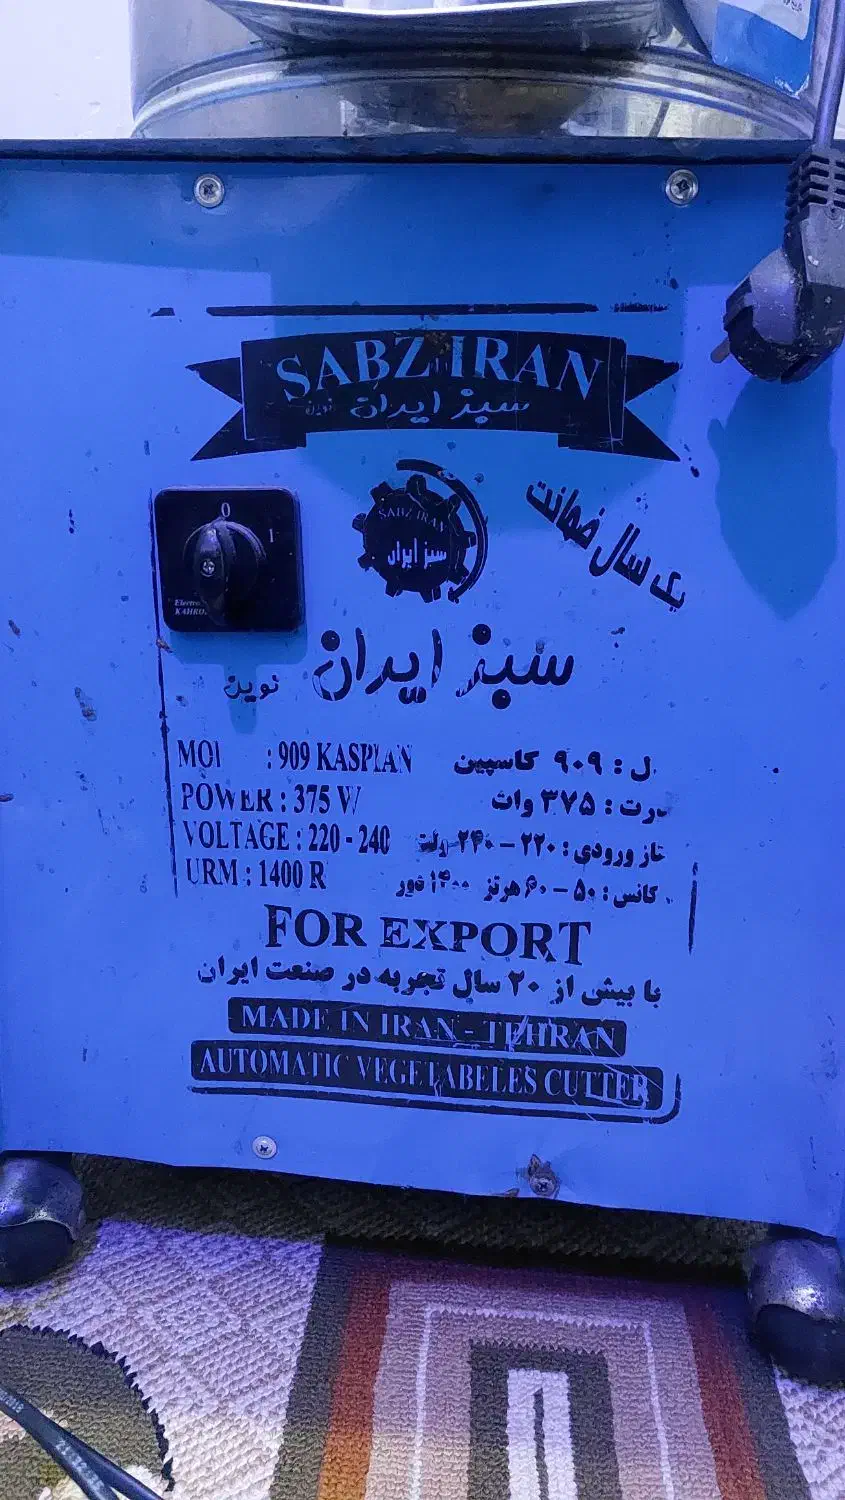 SABZ IRAN
سبز ایران نوین
0
1
SABZ IRAN
سبز ایران
یک سال ضمانت
سبز ایران
نوین
: 909 KASPIAN
ل : ۹۰۹ کاسپین
POWER : 375 W
درت : ۳۷۵ وات
VOLTAGE : 220 - 240
تاز ورودی : ۲۲۰ - ۲۴۰ ولت
URM : 1400 R
کانس : ۵۰ - ۶۰ هرتز ۱۴۰۰ دور
FOR EXPORT
با بیش از ۲۰ سال تجربه در صنعت ایران
MADE IN IRAN - TEHRAN
AUTOMATIC VEGETABELES CUTTER